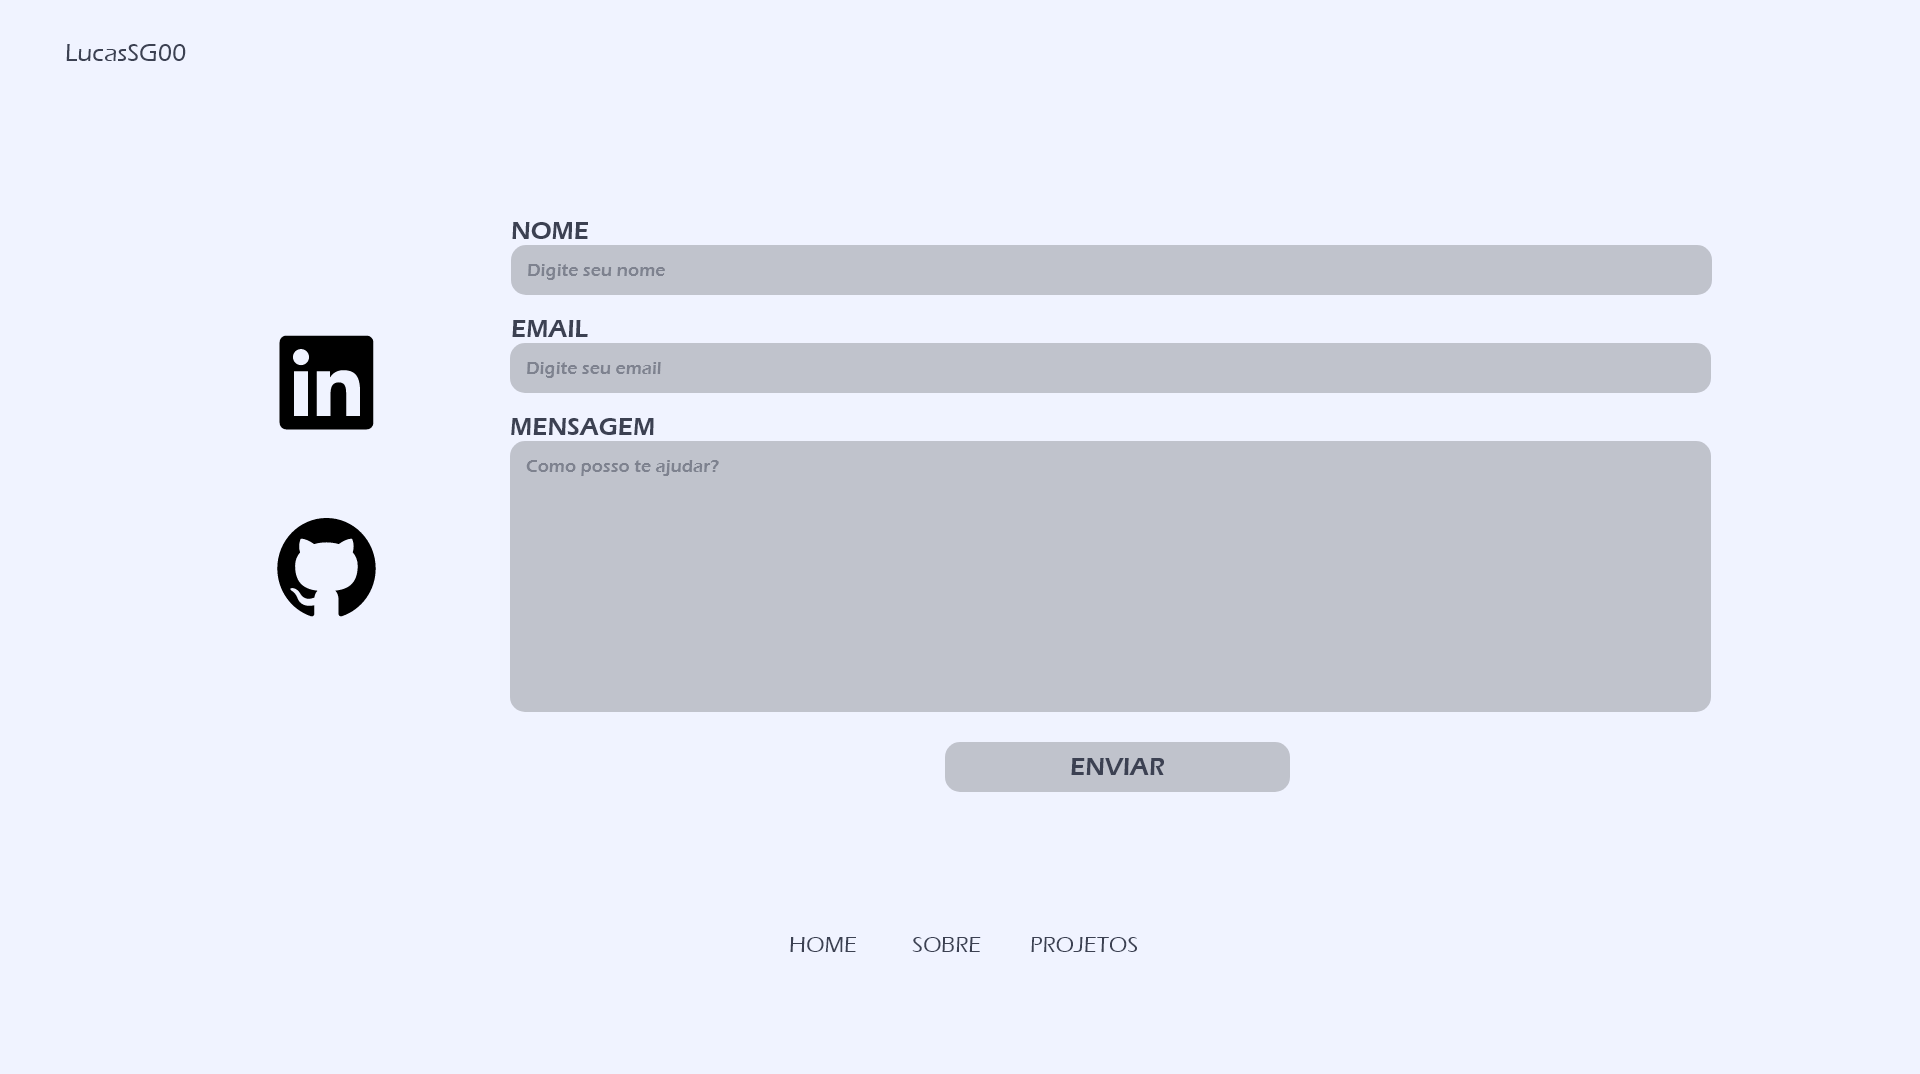 LucasSG00
NOME
Digite seu nome
EMAIL
Digite seu email
MENSAGEM
Como posso te ajudar?
in
ENVIAR
HOME SOBRE PROJETOS